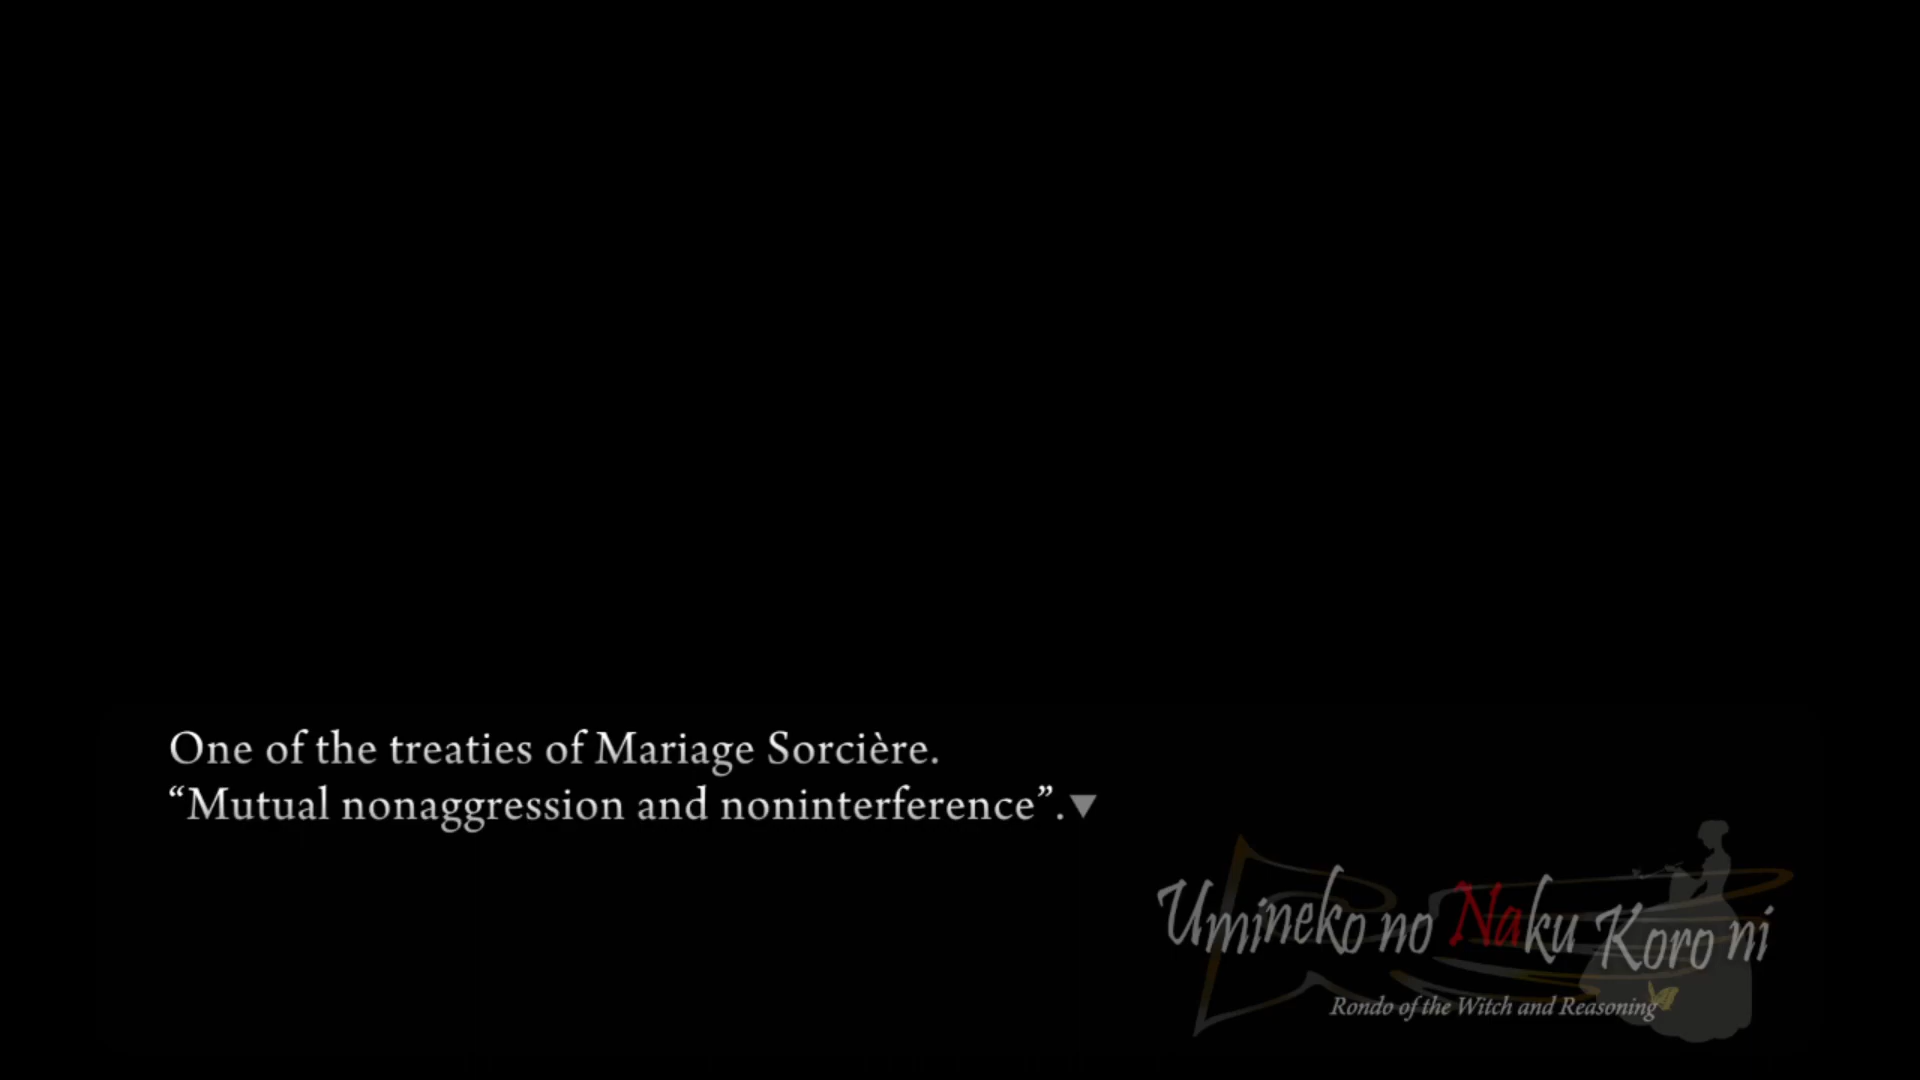 One of the treaties of Mariage Sorcière.
“Mutual nonaggression and noninterference”.
Umineko no Naku Koro ni
Rondo of the Witch and Reasoning